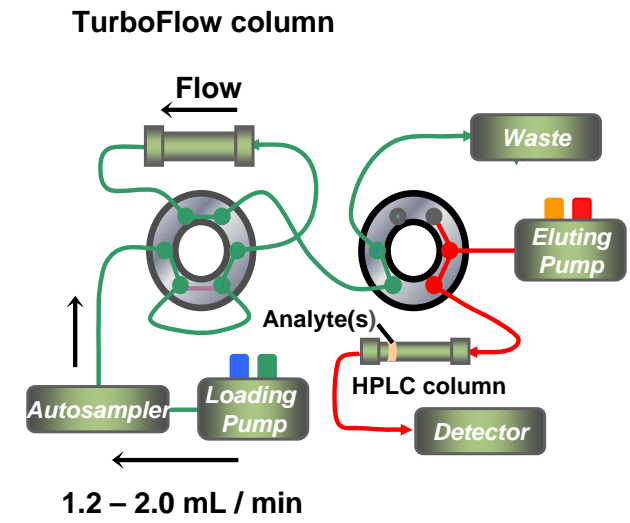 TurboFlow column
Flow
Waste
Eluting
Pump
Analyte(s)
HPLC column
Autosampler
Loading
Pump
Detector
1.2 – 2.0 mL / min